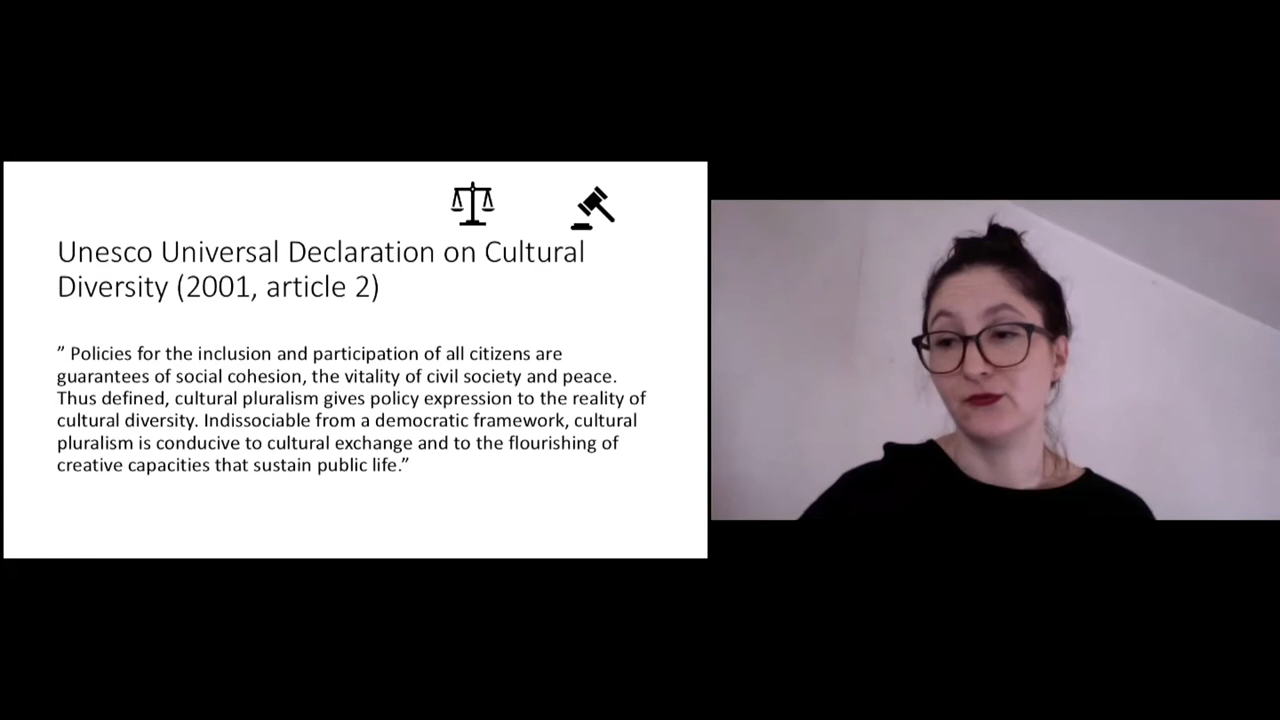 Unesco Universal Declaration on Cultural
Diversity (2001, article 2)
” Policies for the inclusion and participation of all citizens are
guarantees of social cohesion, the vitality of civil society and peace.
Thus defined, cultural pluralism gives policy expression to the reality of
cultural diversity. Indissociable from a democratic framework, cultural
pluralism is conducive to cultural exchange and to the flourishing of
creative capacities that sustain public life.”